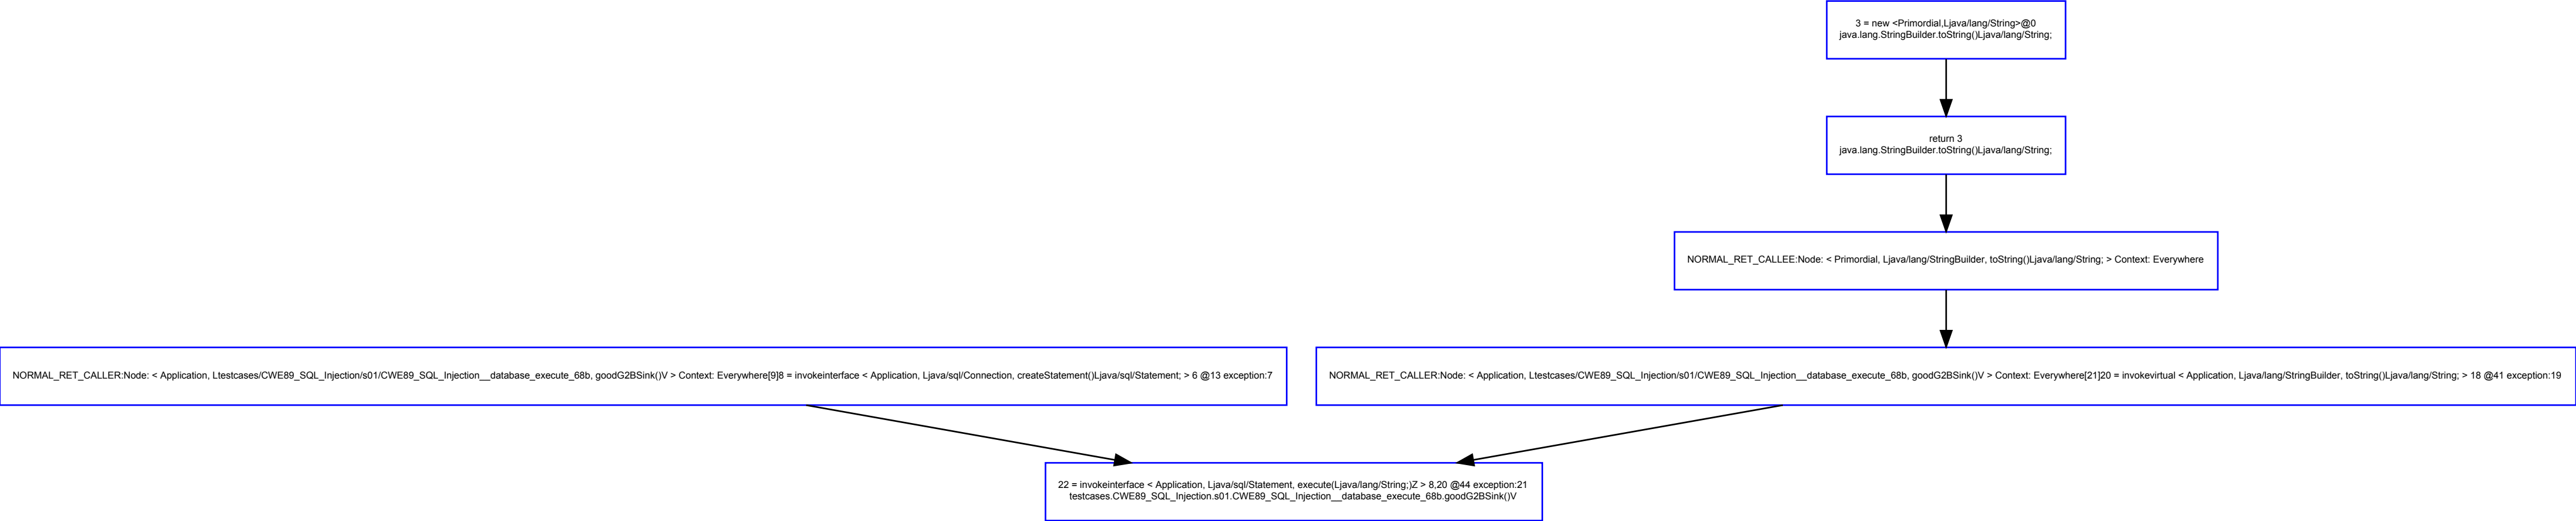 3 = new <Primordial,Ljava/lang/String>@0
java.lang.StringBuilder.toString()Ljava/lang/String;
return 3
java.lang.StringBuilder.toString()Ljava/lang/String;
NORMAL_RET_CALLEE:Node: < Primordial, Ljava/lang/StringBuilder, toString()Ljava/lang/String; > Context: Everywhere
NORMAL_RET_CALLER:Node: < Application, Ltestcases/CWE89_SQL_Injection/s01/CWE89_SQL_Injection__database_execute_68b, goodG2BSink()V > Context: Everywhere[9]8 = invokeinterface < Application, Ljava/sql/Connection, createStatement()Ljava/sql/Statement; > 6 @13 exception:7
NORMAL_RET_CALLER:Node: < Application, Ltestcases/CWE89_SQL_Injection/s01/CWE89_SQL_Injection__database_execute_68b, goodG2BSink()V > Context: Everywhere[21]20 = invokevirtual < Application, Ljava/lang/StringBuilder, toString()Ljava/lang/String; > 18 @41 exception:19
22 = invokeinterface < Application, Ljava/sql/Statement, execute(Ljava/lang/String;)Z > 8,20 @44 exception:21
testcases.CWE89_SQL_Injection.s01.CWE89_SQL_Injection__database_execute_68b.goodG2BSink()V